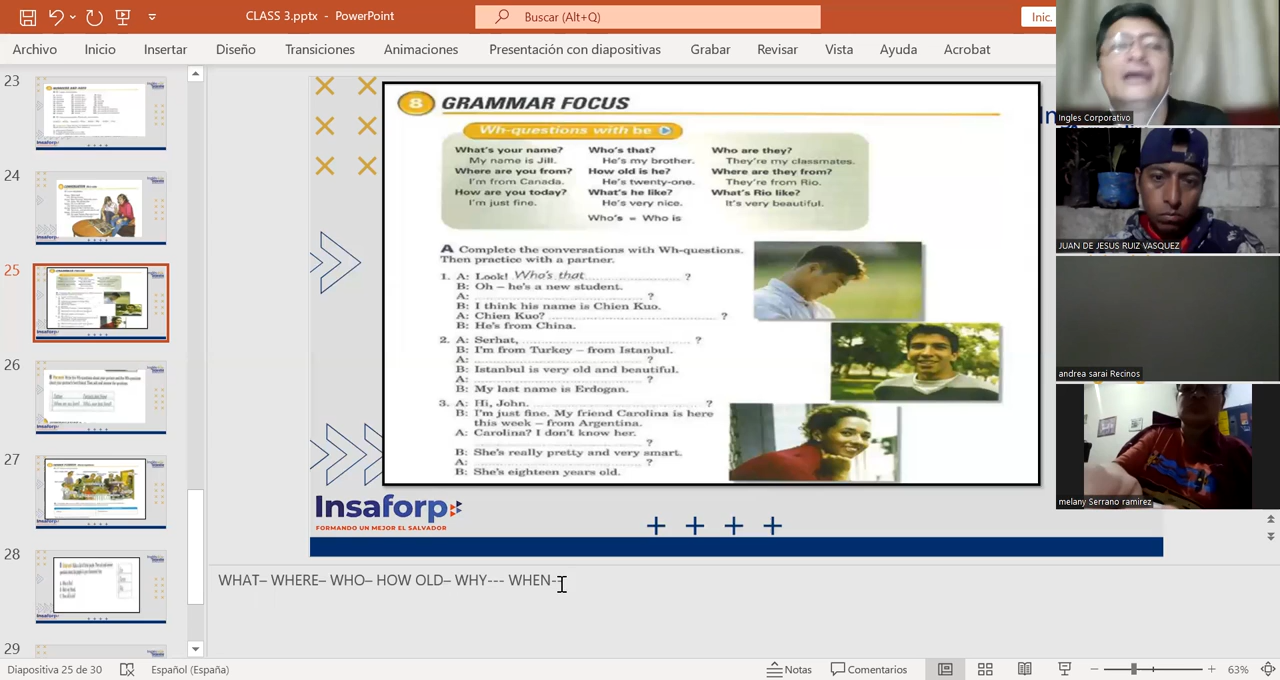 CLASS 3.pptx - PowerPoint
Buscar (Alt+Q)
Inic.
Archivo Inicio Insertar Diseño Transiciones Animaciones Presentación con diapositivas Grabar Revisar Vista Ayuda Acrobat
23
24
25
26
27
28
29
8 GRAMMAR FOCUS
Wh-questions with be
What's your name? Who's that? Who are they?
My name is Jill. He's my brother. They're my classmates.
Where are you from? How old is he? Where are they from?
I'm from Canada. He's twenty-one. They're from Rio.
How are you today? What's he like? What's Rio like?
I'm just fine. He's very nice. It's very beautiful.
Who's = Who is
A Complete the conversations with Wh-questions.
Then practice with a partner.
1. A: Look! Who's that ?
B: Oh – he's a new student.
A: ?
B: I think his name is Chien Kuo.
A: Chien Kuo? ?
B: He's from China.
2. A: Serhat, ?
B: I'm from Turkey – from Istanbul.
A: ?
B: Istanbul is very old and beautiful.
A: ?
B: My last name is Erdogan.
3. A: Hi, John. ?
B: I'm just fine. My friend Carolina is here
this week – from Argentina.
A: Carolina? I don't know her.
?
B: She's really pretty and very smart.
A: ?
B: She's eighteen years old.
Insaforp
FORMANDO UN MEJOR EL SALVADOR
WHAT– WHERE– WHO– HOW OLD– WHY--- WHEN--
Ingles Corporativo
JUAN DE JESUS RUIZ VASQUEZ
andrea sarai Recinos
melany Serrano ramirez
Diapositiva 25 de 30 Español (España) Notas Comentarios 63%